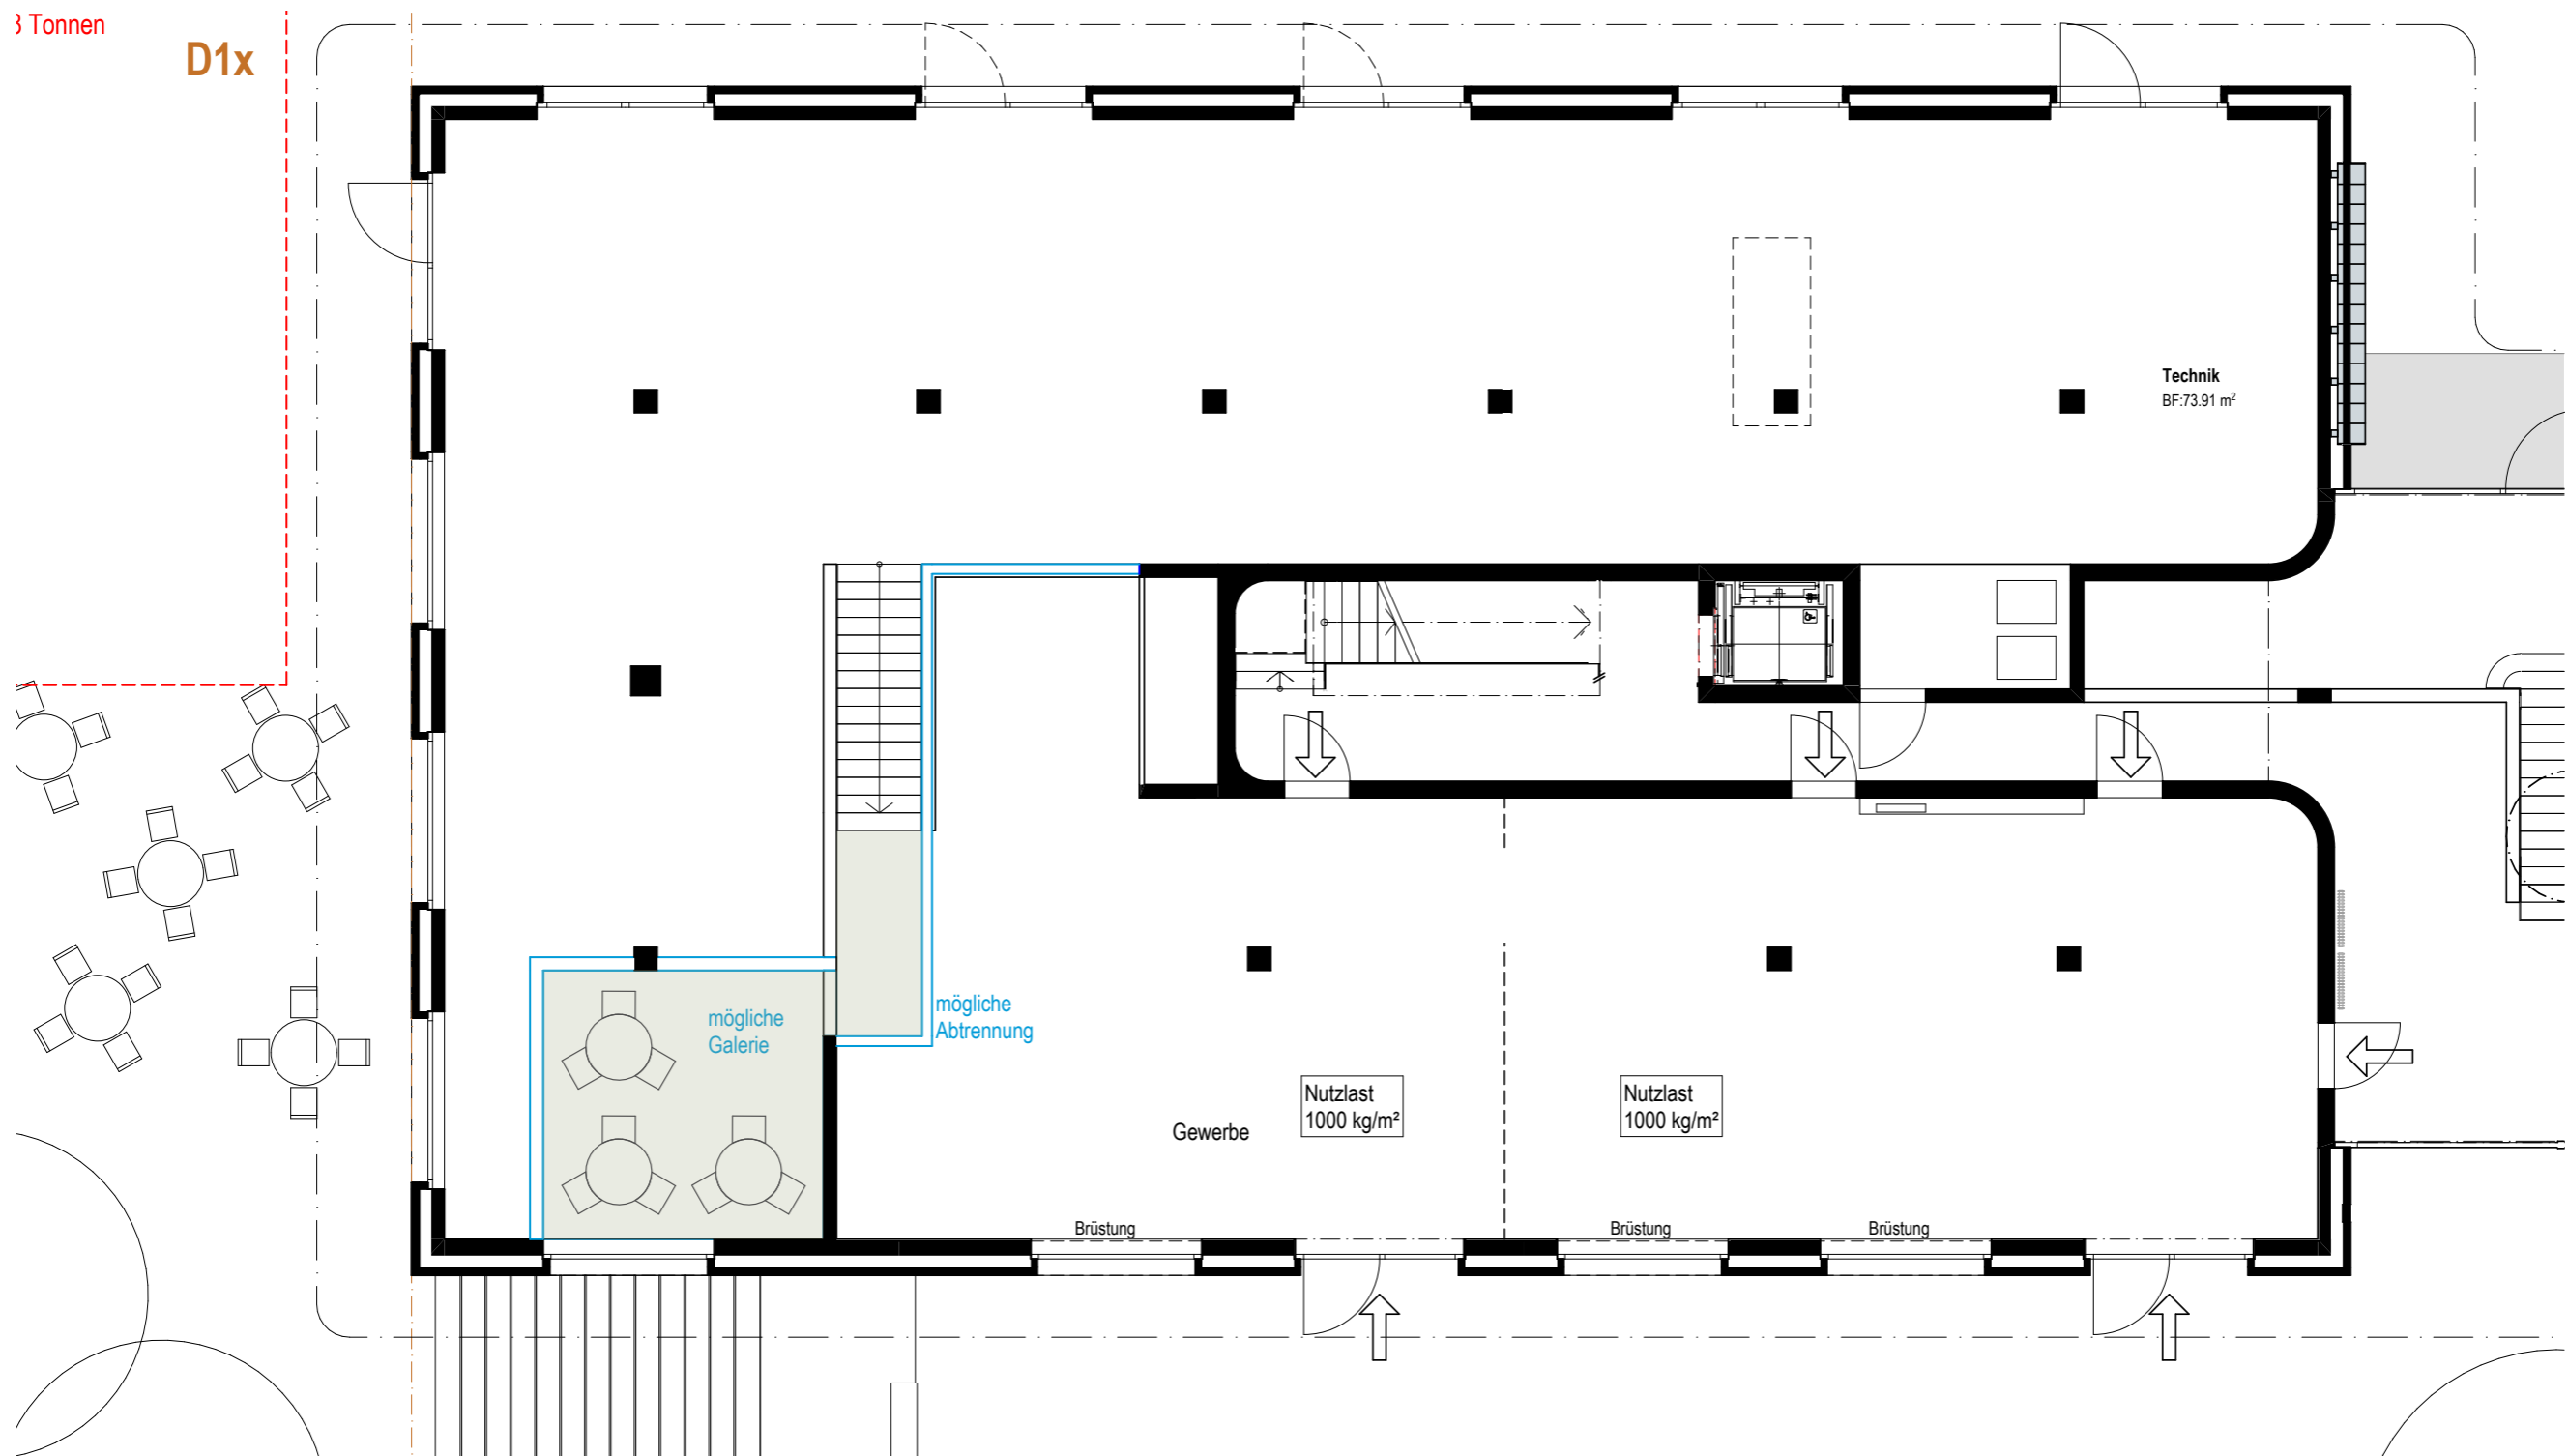 Tonnen
D1x
Technik
BF:73.91 m²
mögliche
Galerie
mögliche
Abtrennung
Nutzlast
1000 kg/m²
Nutzlast
1000 kg/m²
Gewerbe
Brüstung
Brüstung
Brüstung